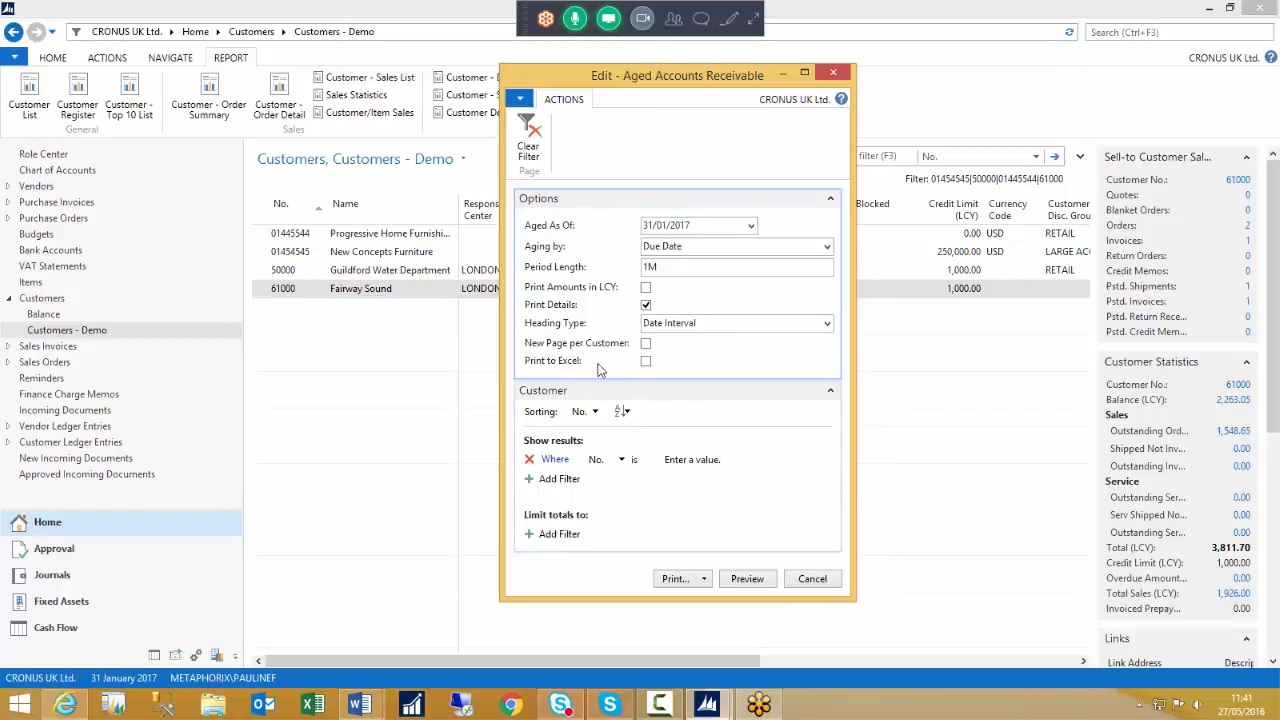 CRONUS UK Ltd. Home Customers Customers - Demo
Search (Ctrl+F3)
HOME ACTIONS NAVIGATE REPORT
CRONUS UK Ltd.
Customer List
Customer Register
Customer - Top 10 List
General
Customer - Order Summary
Customer - Order Detail
Customer - Sales List
Sales Statistics
Customer/Item Sales
Sales
Customer - D
Customer - S
Customer De
Role Center
Chart of Accounts
Vendors
Purchase Invoices
Purchase Orders
Budgets
Bank Accounts
VAT Statements
Items
Customers
Balance
Customers - Demo
Sales Invoices
Sales Orders
Reminders
Finance Charge Memos
Incoming Documents
Vendor Ledger Entries
Customer Ledger Entries
New Incoming Documents
Approved Incoming Documents
Home
Approval
Journals
Fixed Assets
Cash Flow
Customers, Customers - Demo
filter (F3) No.
Filter: 01454545|50000|01445544|61000
No. Name Respons Center Blocked Credit Limit (LCY) Currency Code Customer Disc. Grou
01445544 Progressive Home Furnishi... 0.00 USD RETAIL
01454545 New Concepts Furniture 250,000.00 USD LARGE AC
50000 Guildford Water Department LONDON 1,000.00 RETAIL
61000 Fairway Sound LONDON 1,000.00
Edit - Aged Accounts Receivable
ACTIONS
CRONUS UK Ltd.
Clear Filter
Page
Options
Aged As Of: 31/01/2017
Aging by: Due Date
Period Length: 1M
Print Amounts in LCY:
Print Details:
Heading Type: Date Interval
New Page per Customer:
Print to Excel:
Customer
Sorting: No.
Show results:
Where No. is Enter a value.
Add Filter
Limit totals to:
Add Filter
Print... Preview Cancel
Sell-to Customer Sal...
Customer No.: 61000
Quotes: 0
Blanket Orders: 0
Orders: 2
Invoices: 1
Return Orders: 0
Credit Memos: 0
Pstd. Shipments: 1
Pstd. Invoices: 1
Pstd. Return Rece... 0
Pstd. Credit Mem... 0
Customer Statistics
Customer No.: 61000
Balance (LCY): 2,263.05
Sales
Outstanding Ord... 1,548.65
Shipped Not Inv... 0.00
Outstanding Inv... 0.00
Service
Outstanding Ser... 0.00
Serv Shipped No... 0.00
Outstanding Ser... 0.00
Total (LCY): 3,811.70
Credit Limit (LCY): 1,000.00
Overdue Amount... 0.00
Total Sales (LCY): 1,926.00
Invoiced Prepay... 0.00
Links
Link Address Descrip
CRONUS UK Ltd. 31 January 2017 METAPHORIX\PAULINEF
11:41
27/05/2016